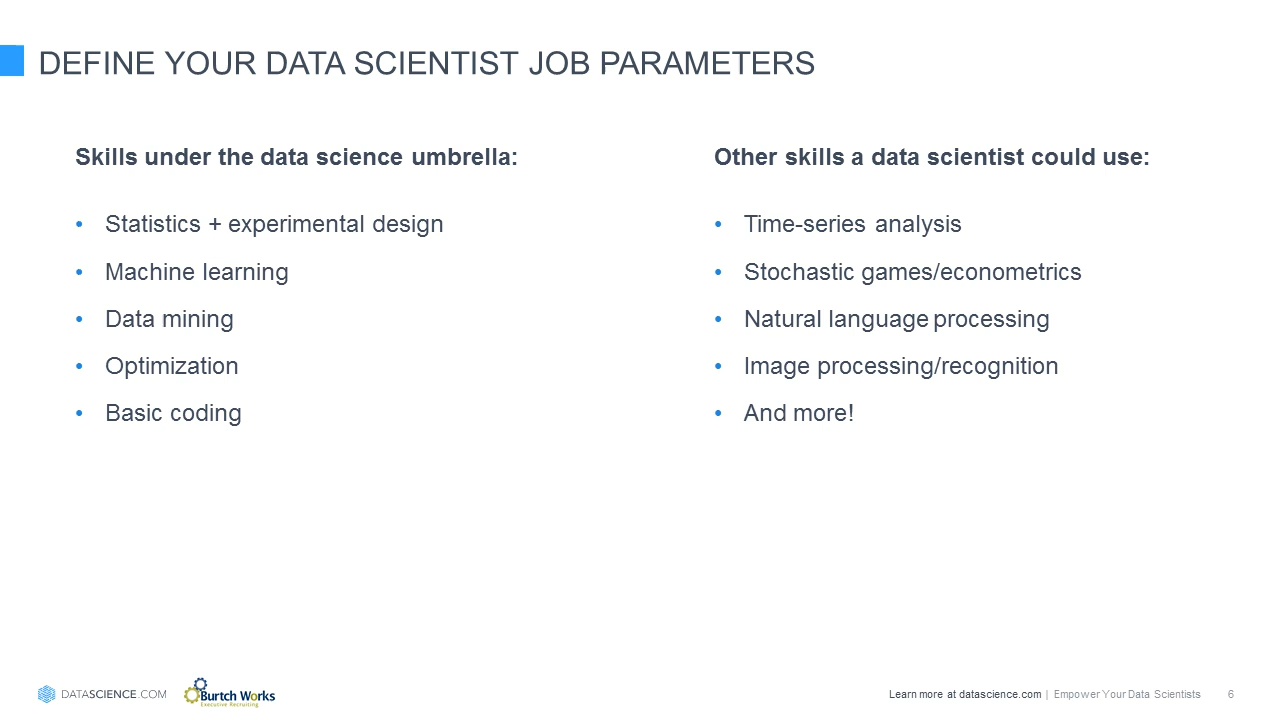 DEFINE YOUR DATA SCIENTIST JOB PARAMETERS
Skills under the data science umbrella:
• Statistics + experimental design
• Machine learning
• Data mining
• Optimization
• Basic coding
Other skills a data scientist could use:
• Time-series analysis
• Stochastic games/econometrics
• Natural language processing
• Image processing/recognition
• And more!
DATASCIENCE.COM
Burtch Works
Executive Recruiting
Learn more at datascience.com | Empower Your Data Scientists
6